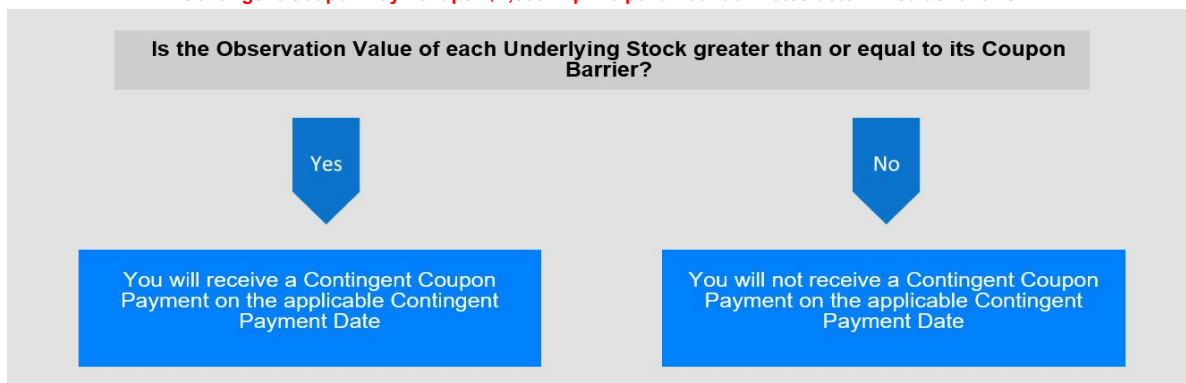 Is the Observation Value of each Underlying Stock greater than or equal to its Coupon
Barrier?
Yes
No
You will receive a Contingent Coupon
Payment on the applicable Contingent
Payment Date
You will not receive a Contingent Coupon
Payment on the applicable Contingent
Payment Date